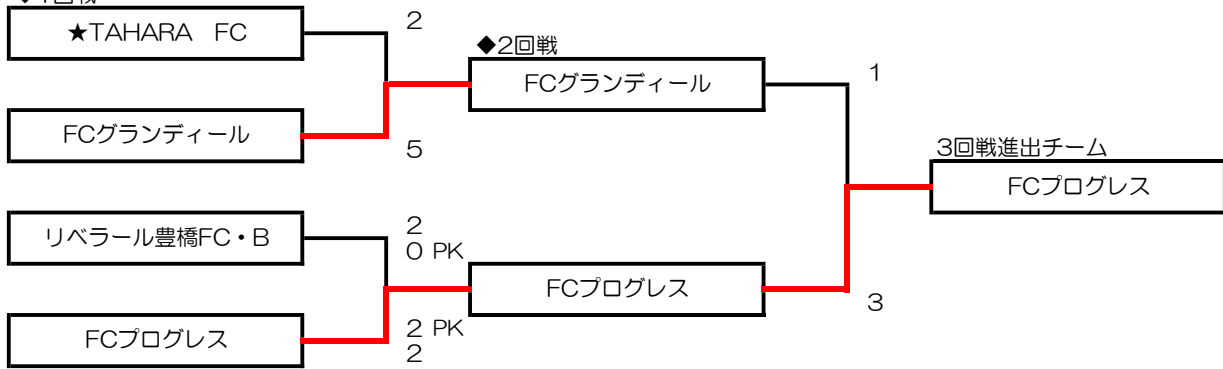 ★TAHARA FC
2
◆2回戦
FCグランディール
1
FCグランディール
5
3回戦進出チーム
FCプログレス
リベラール豊橋FC・B
2
0 PK
FCプログレス
3
FCプログレス
2 PK
2